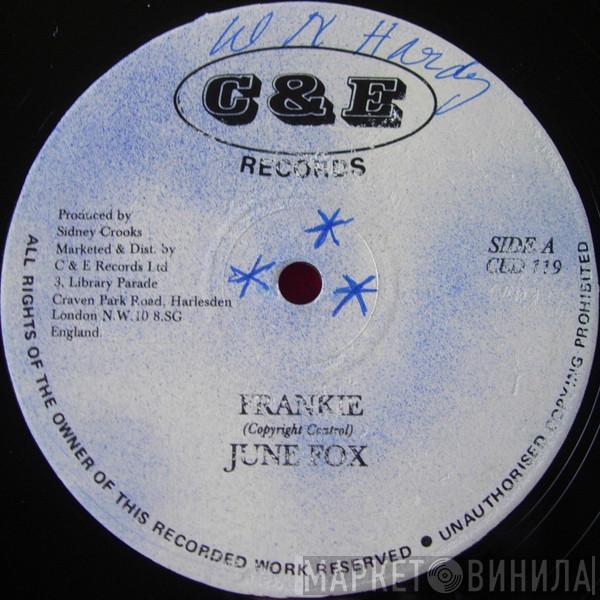 W N Hardy
C & E
RECORDS
Produced by
Sidney Crooks
Marketed & Dist. by
C & E Records Ltd
3, Library Parade
Craven Park Road, Harlesden
London N.W.10 8.SG
England.
SIDE A
CED 119
FRANKIE
(Copyright Control)
JUNE FOX
ALL RIGHTS OF THE OWNER OF THIS RECORDED WORK RESERVED ● UNAUTHORISED COPYING PROHIBITED
МАРКЕТ ВИНИЛА